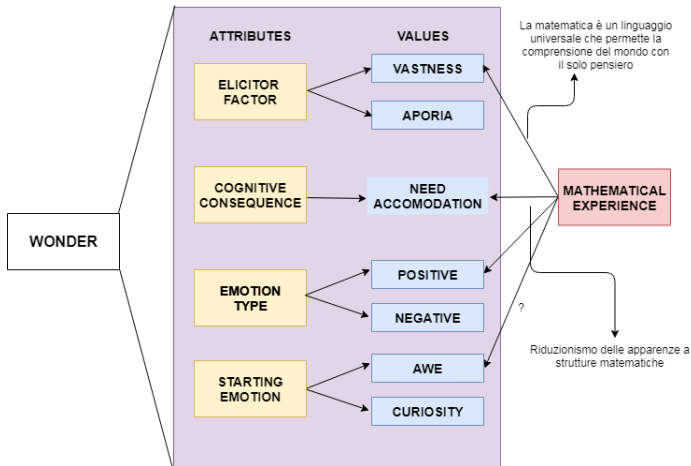 La matematica è un linguaggio
universale che permette la
comprensione del mondo con
il solo pensiero
ATTRIBUTES
VALUES
ELICITOR
FACTOR
VASTNESS
APORIA
COGNITIVE
CONSEQUENCE
NEED
ACCOMODATION
MATHEMATICAL
EXPERIENCE
WONDER
EMOTION
TYPE
POSITIVE
NEGATIVE
?
Riduzionismo delle apparenze a
strutture matematiche
STARTING
EMOTION
AWE
CURIOSITY